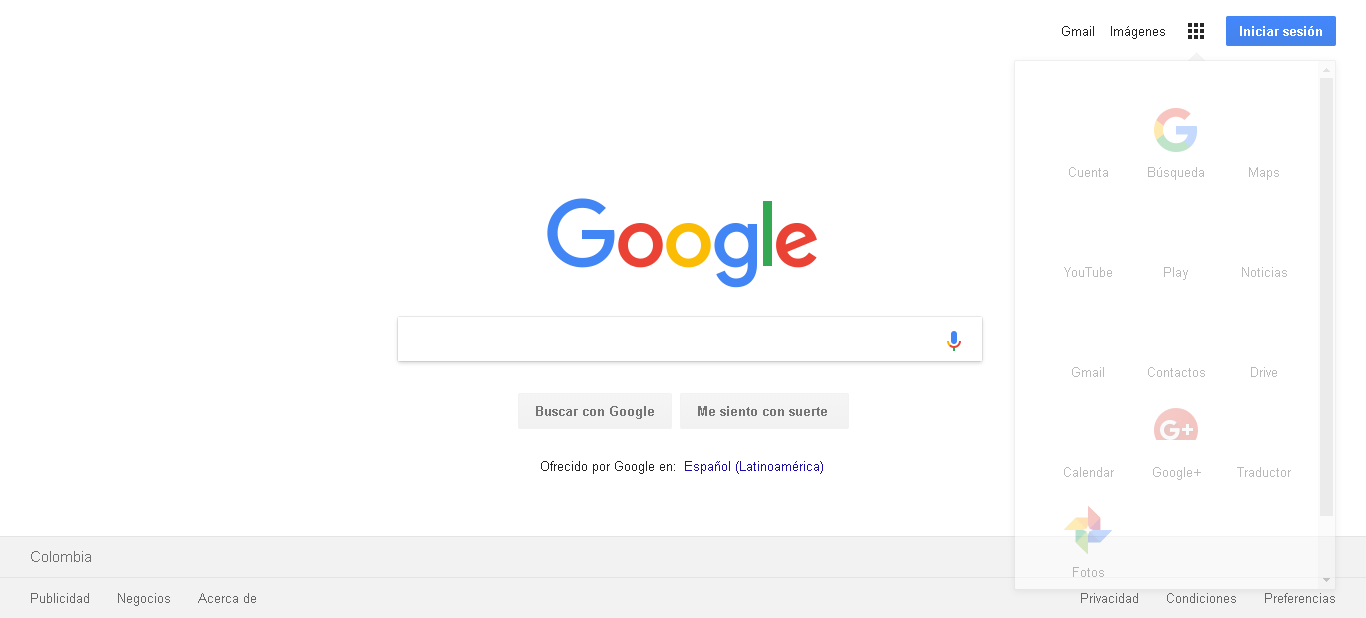 Gmail Imágenes Iniciar sesión
Cuenta Búsqueda Maps
Google
YouTube Play Noticias
Buscar con Google Me siento con suerte
Gmail Contactos Drive
G+
Ofrecido por Google en: Español (Latinoamérica)
Calendar Google+ Traductor
Colombia
Fotos
Publicidad Negocios Acerca de Privacidad Condiciones Preferencias